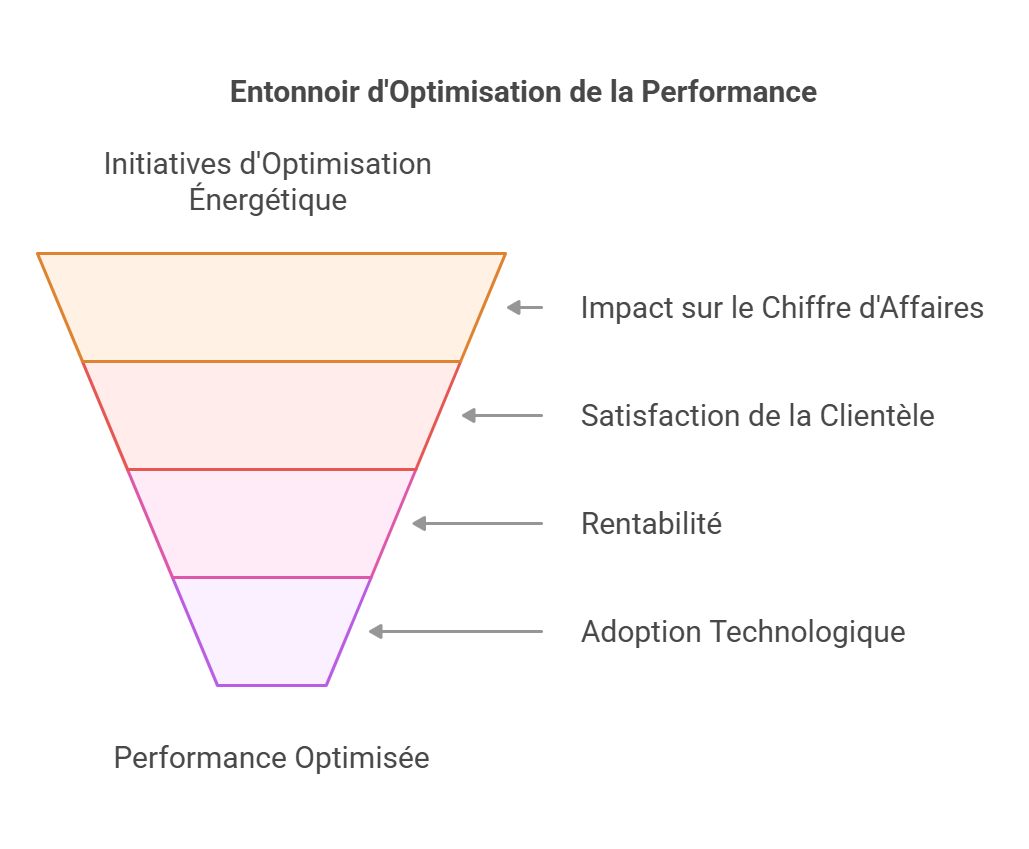 Entonnoir d'Optimisation de la Performance
Initiatives d'Optimisation
Énergétique
Impact sur le Chiffre d'Affaires
Satisfaction de la Clientèle
Rentabilité
Adoption Technologique
Performance Optimisée